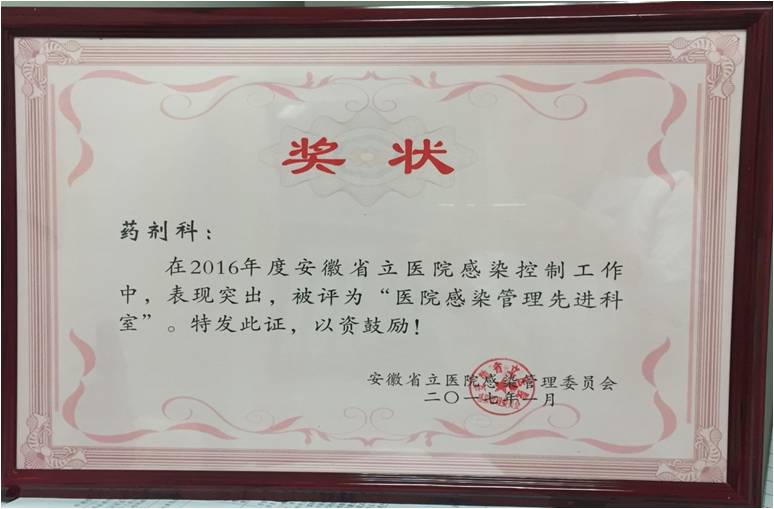 奖状
药剂科：
在2016年度安徽省立医院感染控制工作
中，表现突出，被评为“医院感染管理先进科
室”。特发此证，以资鼓励！
安徽省立医院感染管理委员会
二〇一七年一月